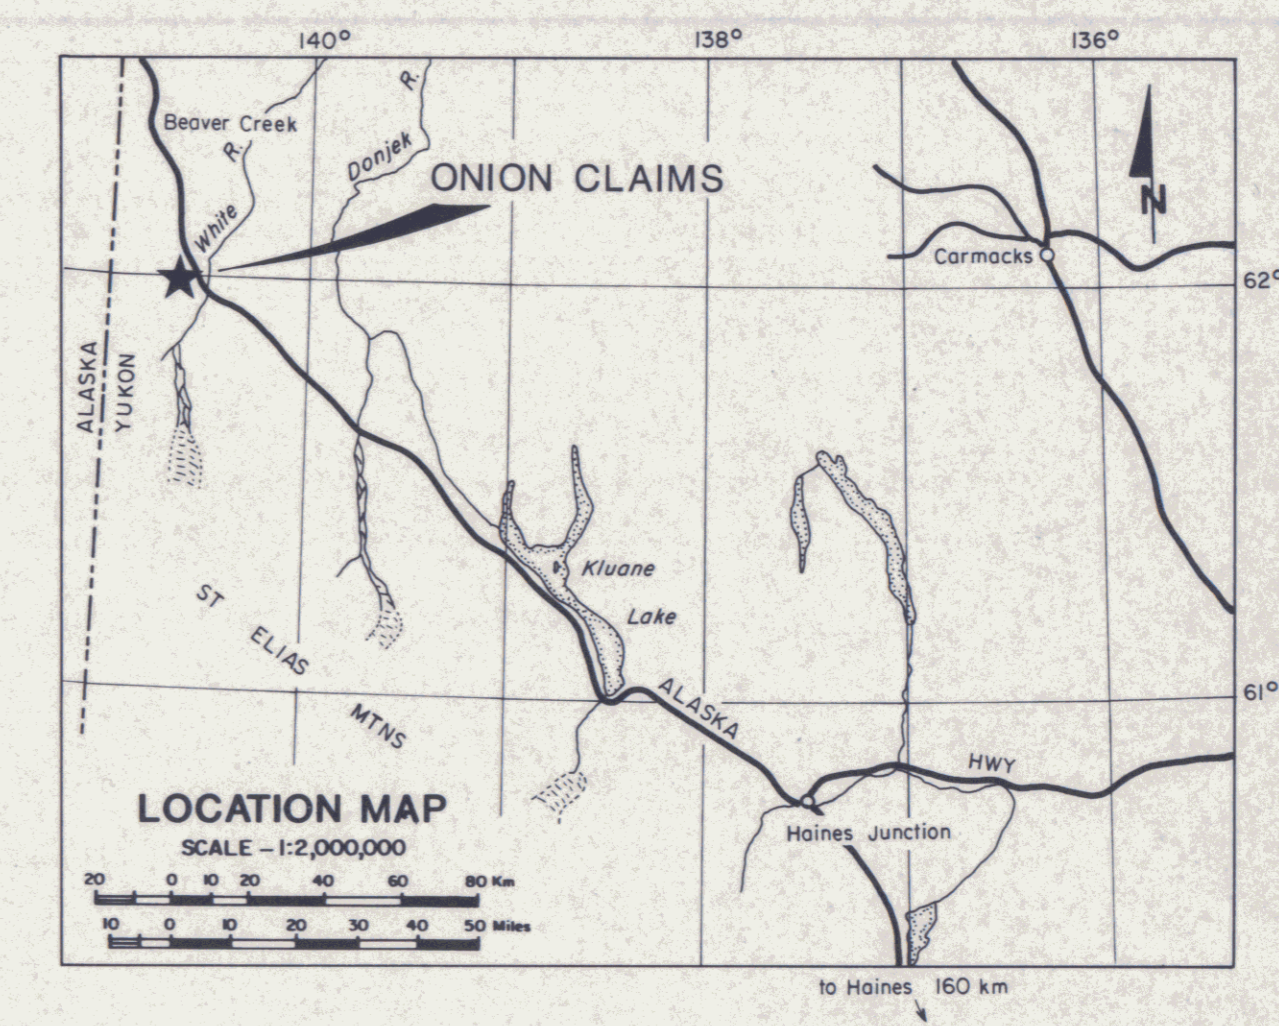 140° 138° 136°
Beaver Creek
R.
R.
Donjek
ONION CLAIMS
White
N
Carmacks
62°
ALASKA
YUKON
Kluane
Lake
ST
ELIAS
MTNS
61°
ALASKA
HWY
LOCATION MAP
SCALE – 1:2,000,000
Haines Junction
20 0 10 20 40 60 80 Km
10 0 10 20 30 40 50 Miles
to Haines 160 km